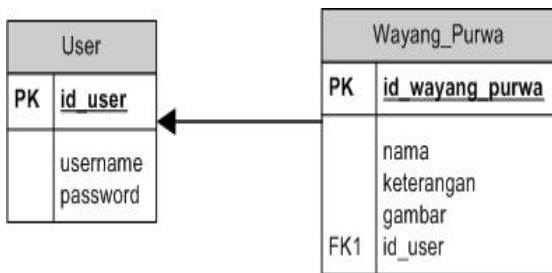 User
PK id_user
username
password
Wayang_Purwa
PK id_wayang_purwa
nama
keterangan
gambar
FK1 id_user